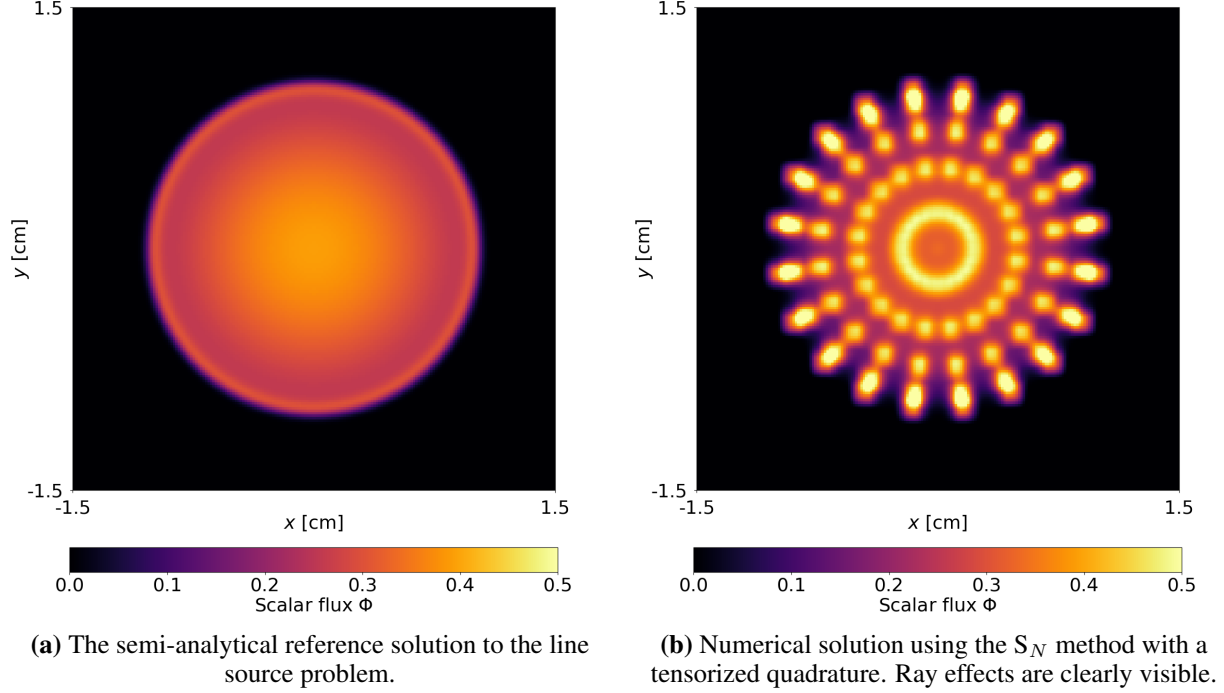 1.5
y [cm]
-1.5
-1.5
1.5
x [cm]
0.0 0.1 0.2 0.3 0.4 0.5
Scalar flux Φ
(a) The semi-analytical reference solution to the line
source problem.
1.5
y [cm]
-1.5
-1.5
1.5
x [cm]
0.0 0.1 0.2 0.3 0.4 0.5
Scalar flux Φ
(b) Numerical solution using the S_N method with a
tensorized quadrature. Ray effects are clearly visible.